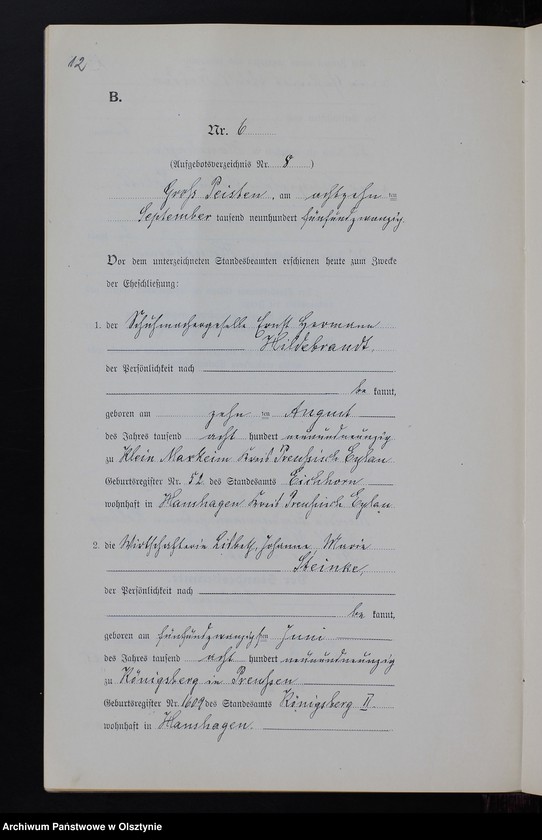 12
B.
Nr. 6
(Aufgebotsverzeichnis Nr. 8)
Groß Peisten, am achtzehn ten
September tausend neunhundert fünfundzwanzig
Vor dem unterzeichneten Standesbeamten erschienen heute zum Zwecke
der Eheschließung:
1. der Schuhmachergeselle Ernst Hermann
Hildebrandt,
der Persönlichkeit nach
be kannt,
geboren am zehn ten August
des Jahres tausend acht hundert neunundneunzig
zu Klein Kreis Preußisch Eylau
Geburtsregister Nr. 52 des Standesamts Eichhorn
wohnhaft in Hanshagen Kreis Preußisch Eylau
2. die Wirtschafterin Lisbeth, Johanne Marie
Steinke,
der Persönlichkeit nach
be kannt,
geboren am fünfundzwanzigsten Juni
des Jahres tausend acht hundert neunundneunzig
zu Königsberg in Preußen
Geburtsregister Nr. 1609 des Standesamts Königsberg II
wohnhaft in Hanshagen.
Archiwum Państwowe w Olsztynie